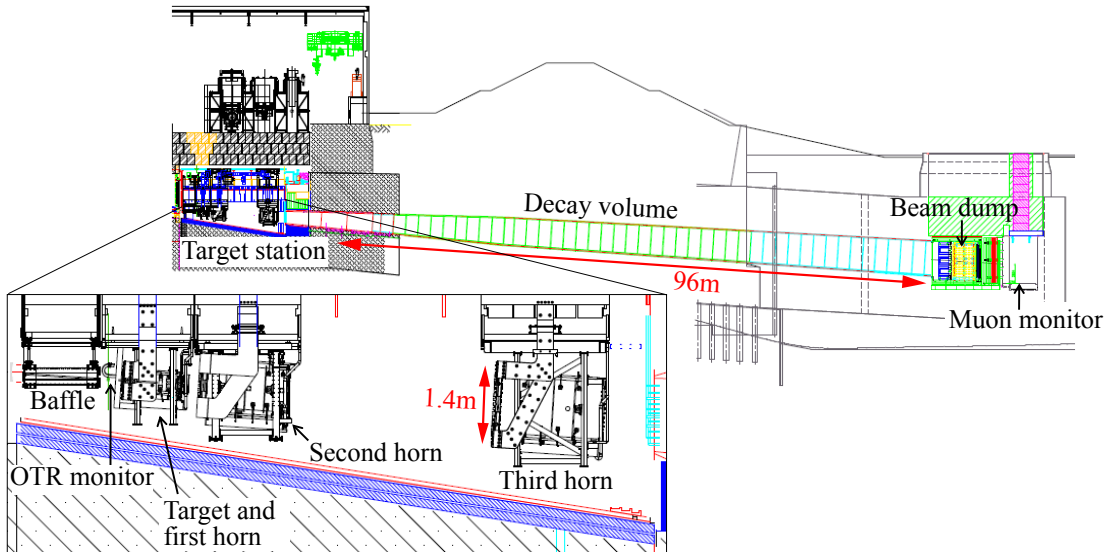 Decay volume
Beam dump
Target station
96m
Muon monitor
Baffle
1.4m
OTR monitor
Second horn
Third horn
Target and
first horn